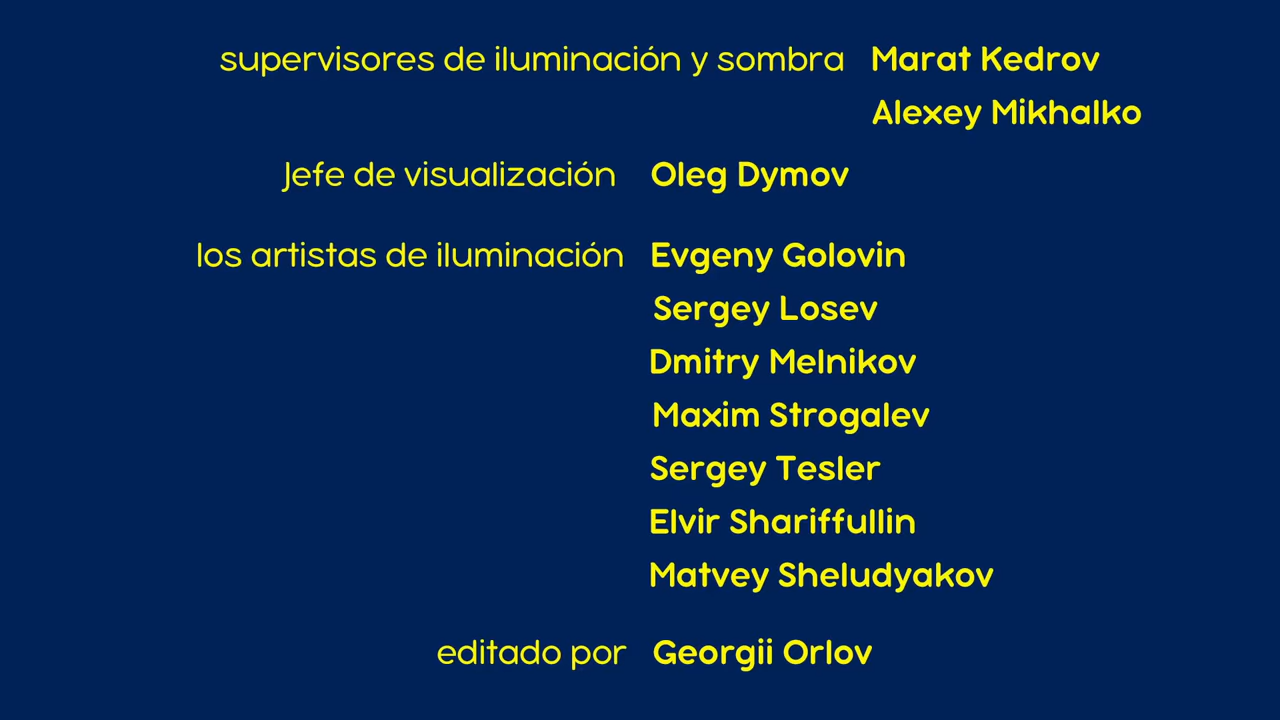 supervisores de iluminación y sombra Marat Kedrov
Alexey Mikhalko
Jefe de visualización Oleg Dymov
los artistas de iluminación Evgeny Golovin
Sergey Losev
Dmitry Melnikov
Maxim Strogalev
Sergey Tesler
Elvir Shariffullin
Matvey Sheludyakov
editado por Georgii Orlov